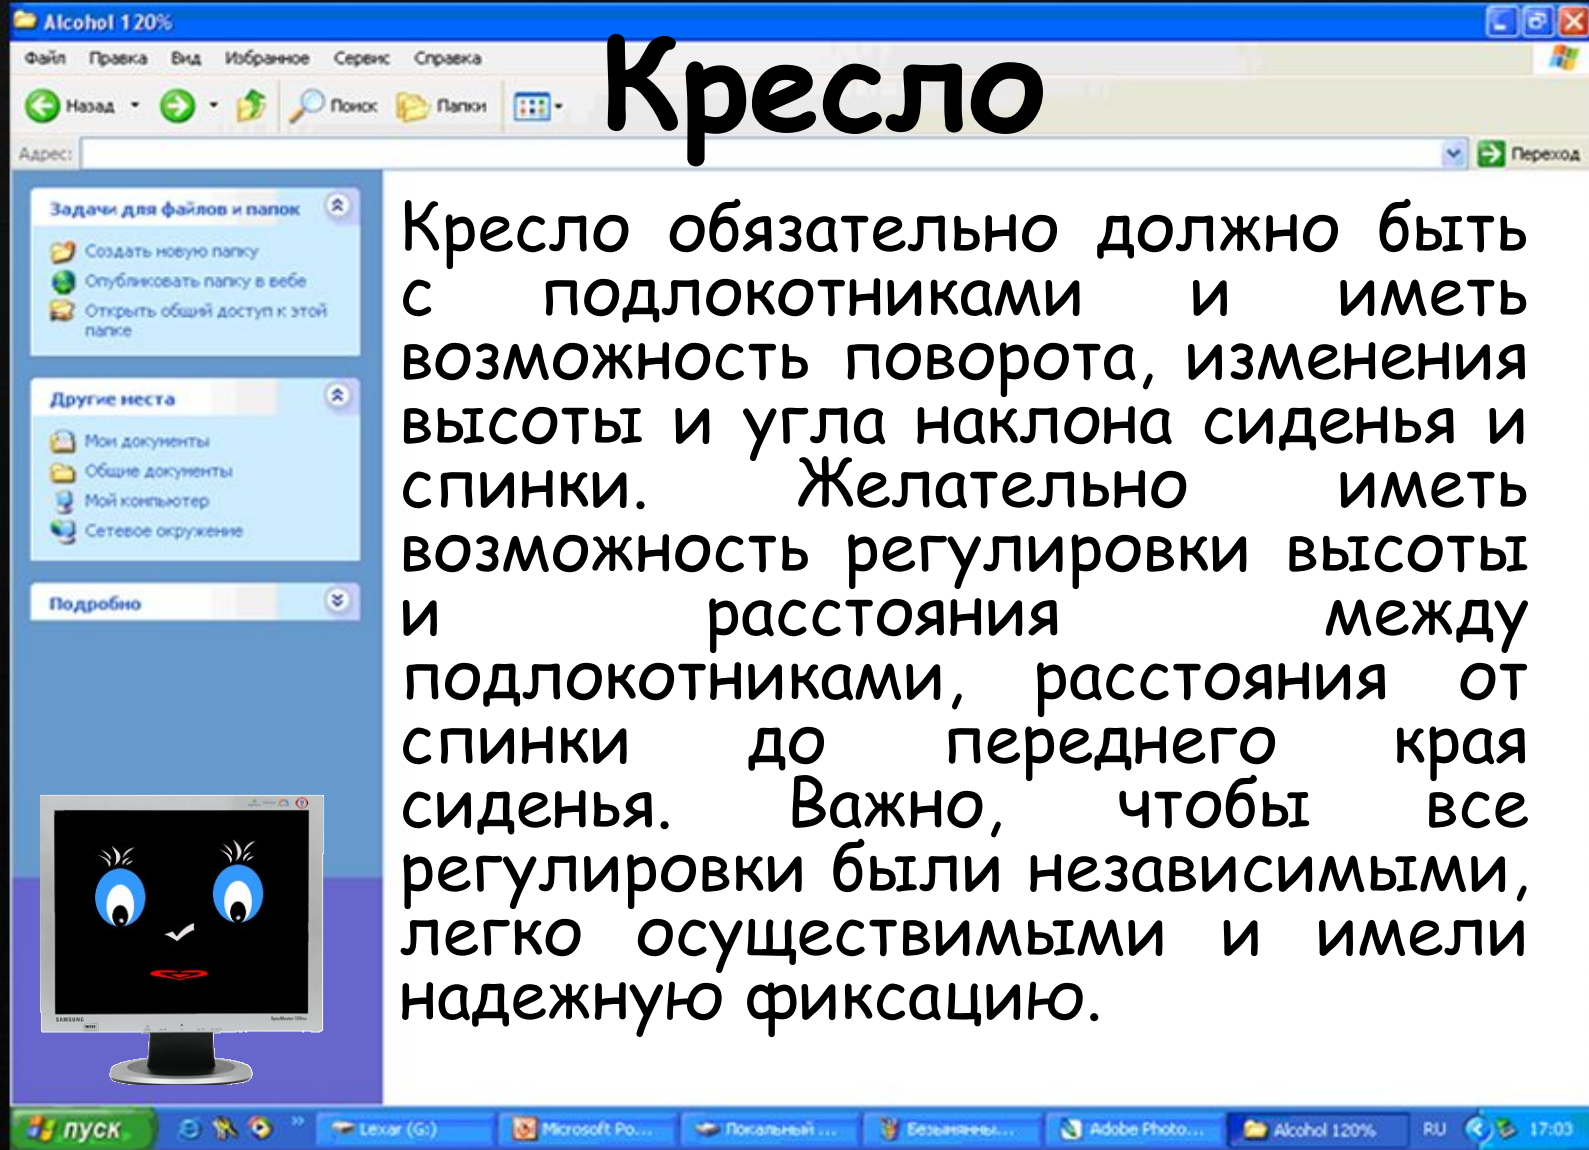 Alcohol 120%
Файл Правка Вид Избранное Сервис Справка
Кресло
Назад Поиск Папки
Адрес: Переход
Задачи для файлов и папок
Создать новую папку
Опубликовать папку в вебе
Открыть общий доступ к этой
папке
Другие места
Мои документы
Общие документы
Мой компьютер
Сетевое окружение
Подробно
Кресло обязательно должно быть
с подлокотниками и иметь
возможность поворота, изменения
высоты и угла наклона сиденья и
спинки. Желательно иметь
возможность регулировки высоты
и расстояния между
подлокотниками, расстояния от
спинки до переднего края
сиденья. Важно, чтобы все
регулировки были независимыми,
легко осуществимыми и имели
надежную фиксацию.
SAMSUNG
пуск Lexar (G:) Microsoft Po... Локальный ... Безымянны... Adobe Photo... Alcohol 120% RU 17:03